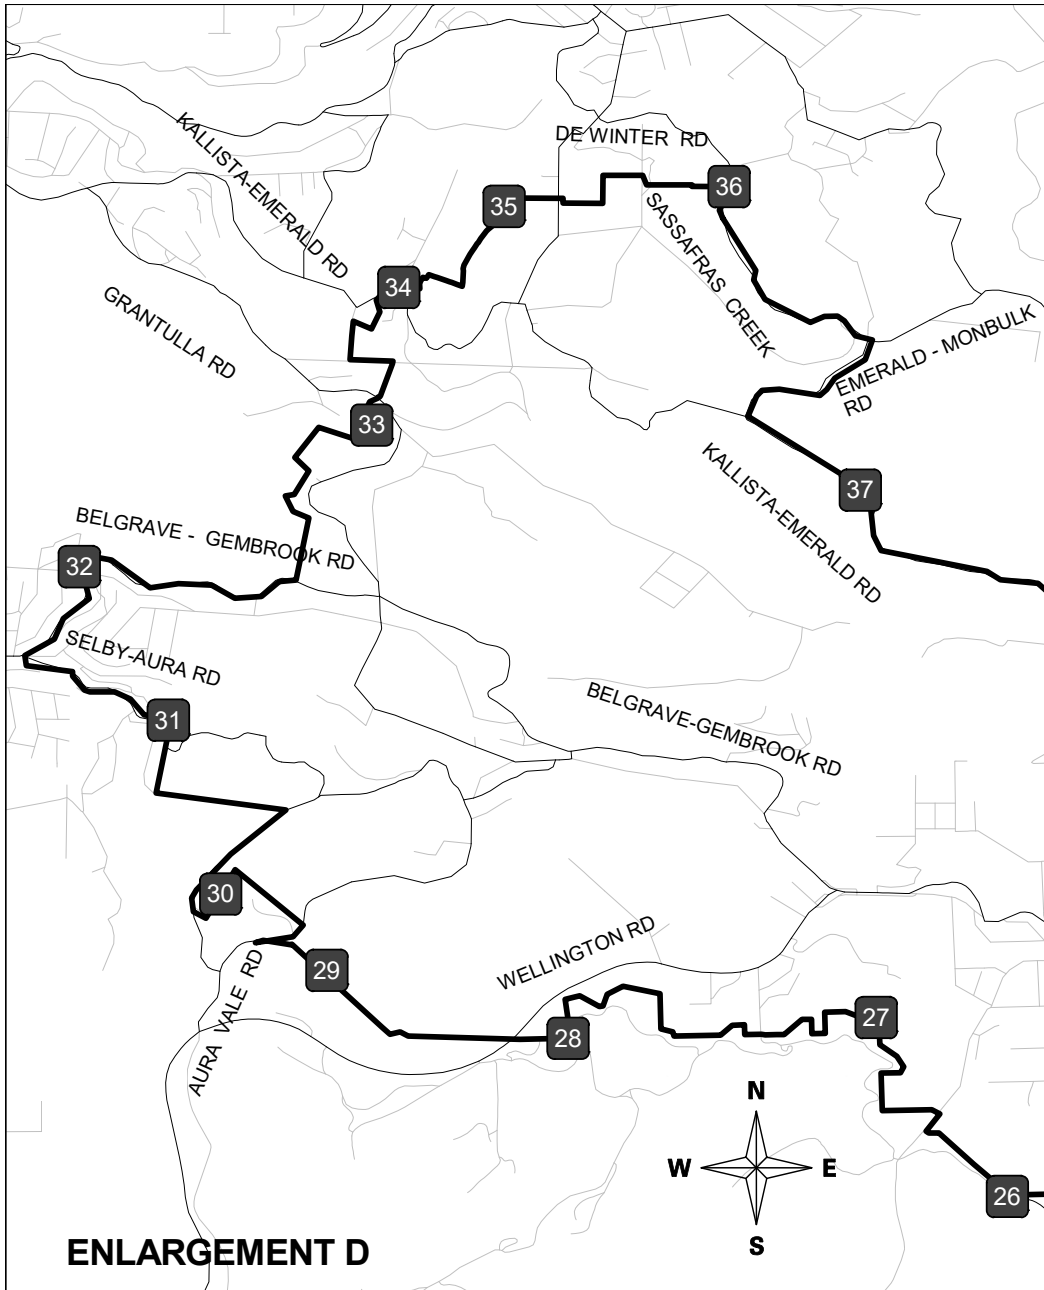 DE WINTER RD
KALLISTA-EMERALD RD
36
35
SASSAFRAS CREEK
34
GRANTULLA RD
EMERALD - MONBULK
RD
33
KALLISTA-EMERALD RD
37
BELGRAVE - GEMBROOK RD
32
SELBY-AURA RD
31
BELGRAVE-GEMBROOK RD
30
WELLINGTON RD
29
AURA VALE RD
28
27
N
W
E
S
26
ENLARGEMENT D